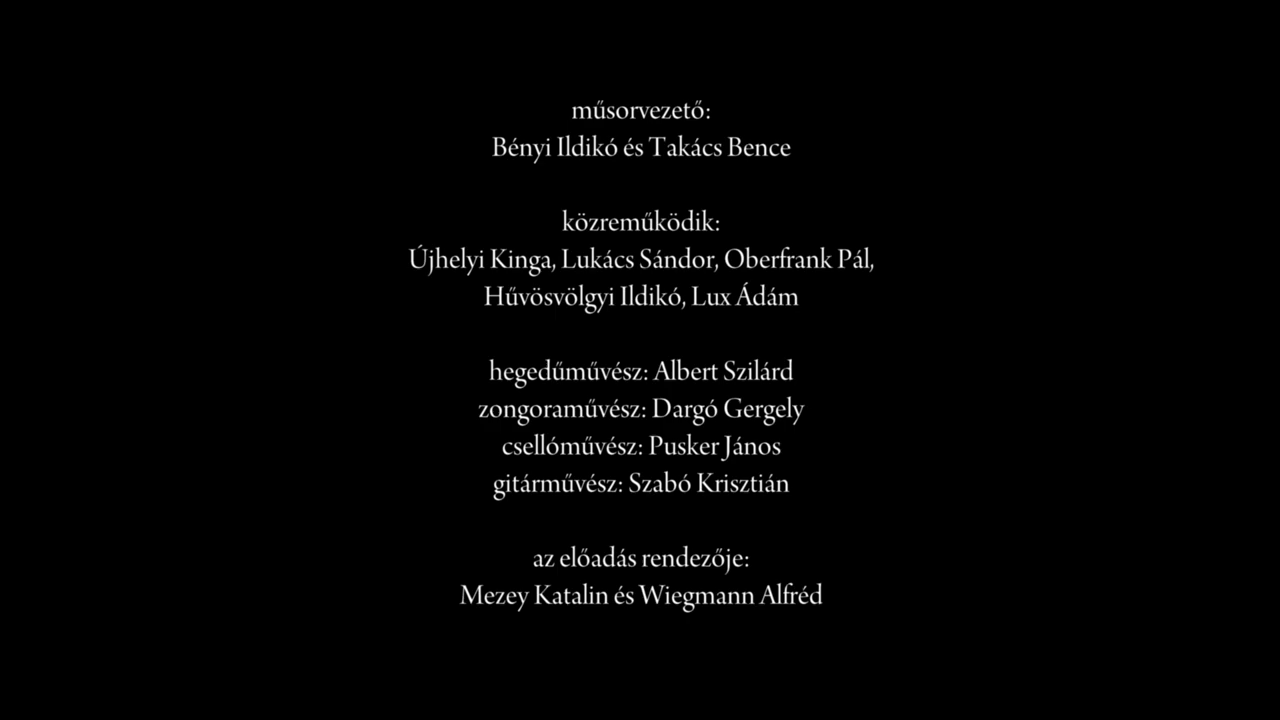 műsorvezető:
Bényi Ildikó és Takács Bence
közreműködik:
Újhelyi Kinga, Lukács Sándor, Oberfrank Pál,
Hűvösvölgyi Ildikó, Lux Ádám
hegedűművész: Albert Szilárd
zongoraművész: Dargó Gergely
csellóművész: Pusker János
gitárművész: Szabó Krisztián
az előadás rendezője:
Mezey Katalin és Wiegmann Alfréd